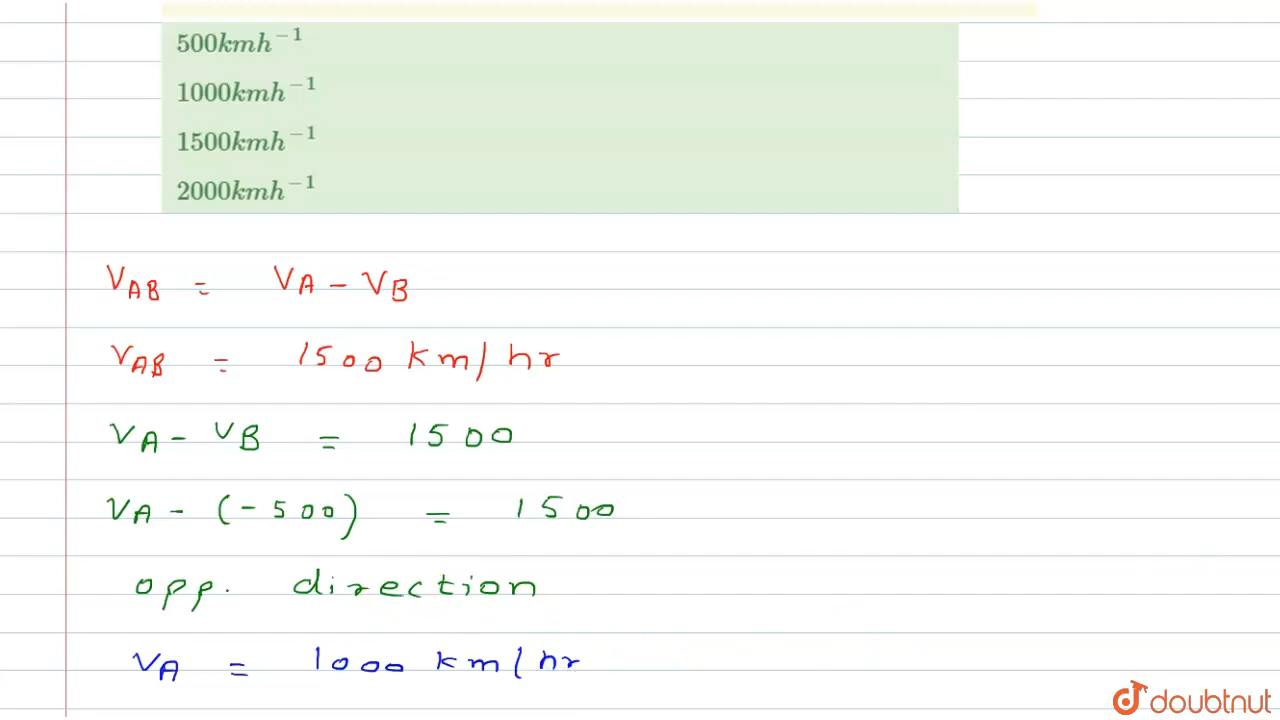 500kmh⁻¹
1000kmh⁻¹
1500kmh⁻¹
2000kmh⁻¹
V_AB = V_A - V_B
V_AB = 1500 km/hr
V_A - V_B = 1500
V_A - (-500) = 1500
opp. direction
V_A = 1000 km/hr
doubtnut